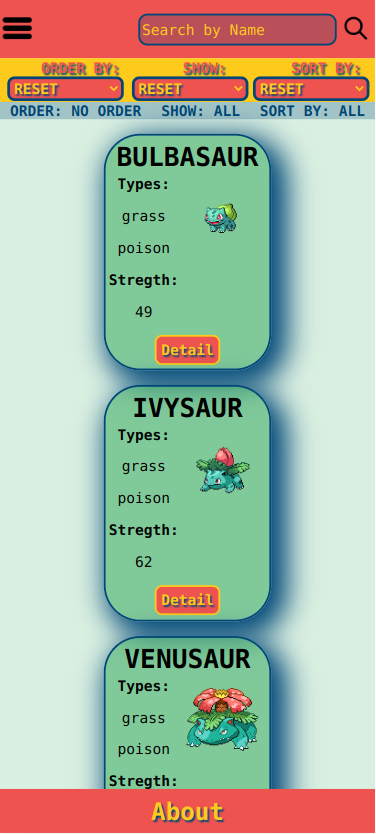 Search by Name
ORDER BY: SHOW: SORT BY:
RESET RESET RESET
ORDER: NO ORDER SHOW: ALL SORT BY: ALL
BULBASAUR
Types:
grass
poison
Stregth:
49
Detail
IVYSAUR
Types:
grass
poison
Stregth:
62
Detail
VENUSAUR
Types:
grass
poison
Stregth:
About